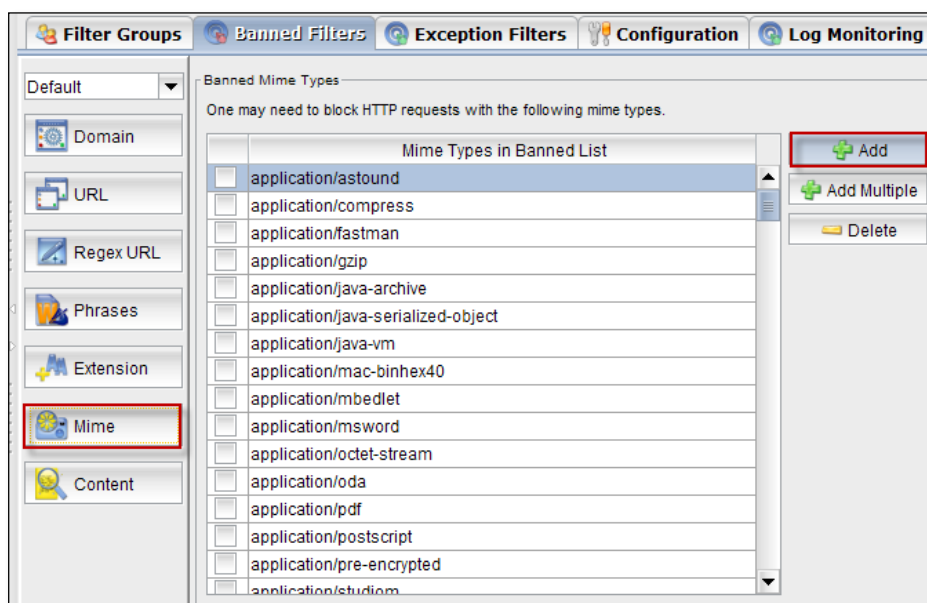 Filter Groups
Banned Filters
Exception Filters
Configuration
Log Monitoring
Default
Domain
URL
Regex URL
Phrases
Extension
Mime
Content
Banned Mime Types
One may need to block HTTP requests with the following mime types.
Mime Types in Banned List
application/astound
application/compress
application/fastman
application/gzip
application/java-archive
application/java-serialized-object
application/java-vm
application/mac-binhex40
application/mbedlet
application/msword
application/octet-stream
application/oda
application/pdf
application/postscript
application/pre-encrypted
application/studiom
Add
Add Multiple
Delete